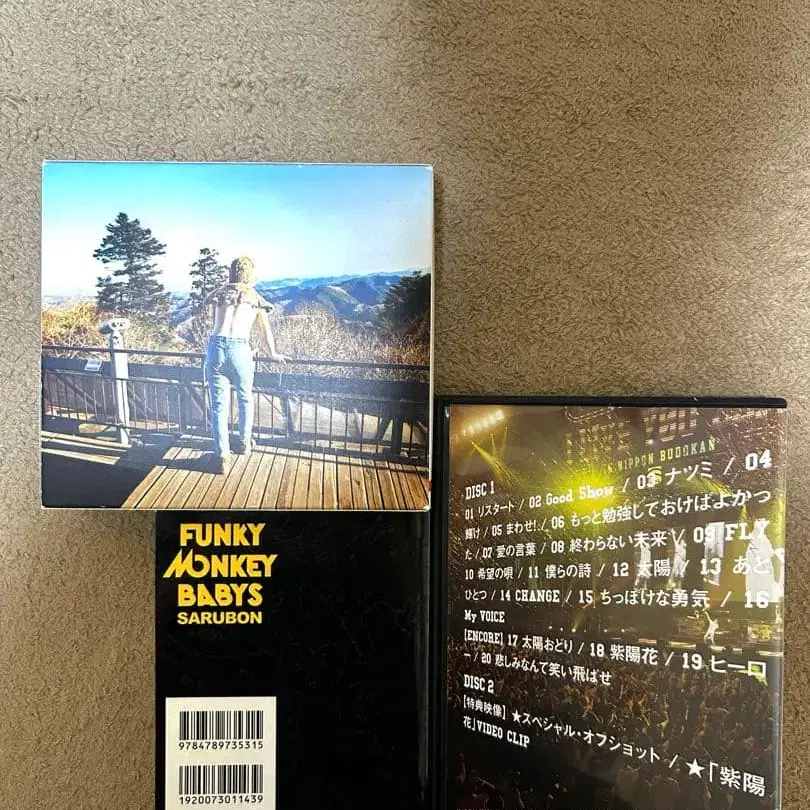 FUNKY
MONKEY
BABYS
SARUBON
9784789735315
1920073011439
NIPPON BUDOKAN
DISC 1
01 リスタート / 02 Good Show / 03 ナツミ / 04
輝け / 05 まわせ! / 06 もっと勉強しておけばよかっ
た / 07 愛の言葉 / 08 終わらない未来 / 09 FLY
10 希望の唄 / 11 僕らの詩 / 12 太陽 / 13 あと
ひとつ / 14 CHANGE / 15 ちっぽけな勇気 / 16
My VOICE
[ENCORE] 17 太陽おどり / 18 紫陽花 / 19 ヒーロ
ー / 20 悲しみなんて笑い飛ばせ
DISC 2
【特典映像】 ★スペシャル・オフショット / ★「紫陽
花」VIDEO CLIP